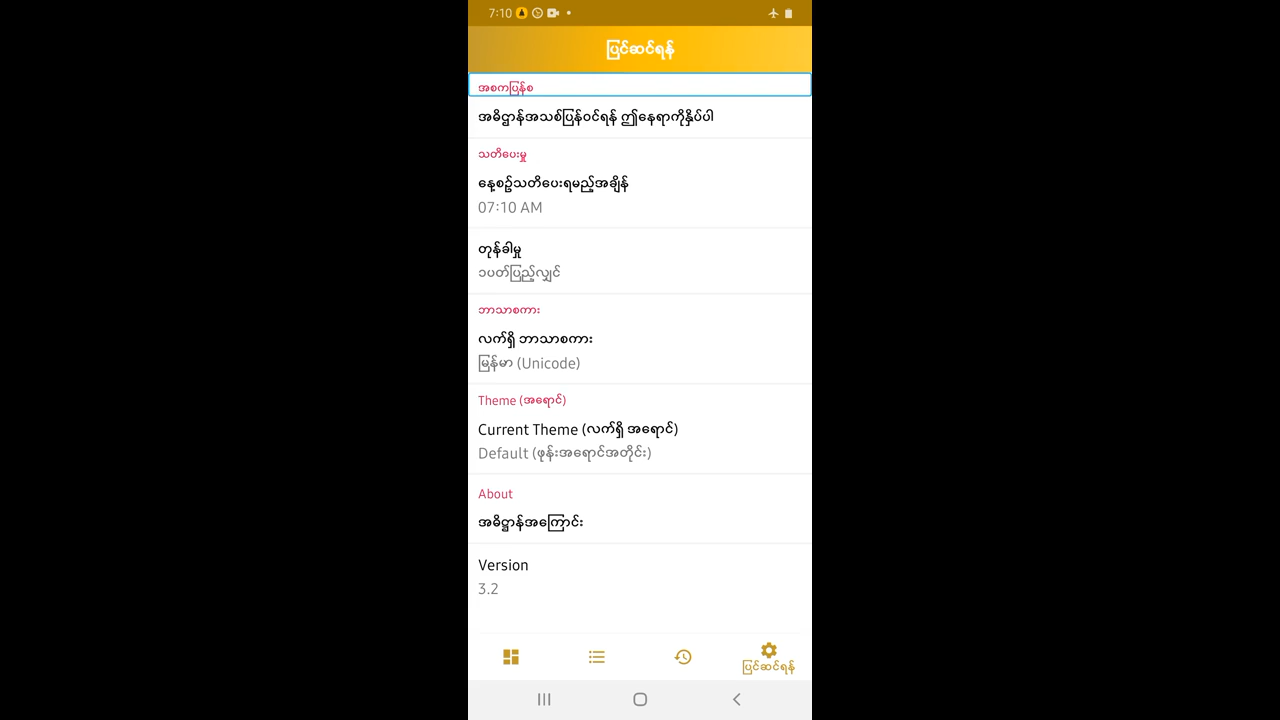 7:10
ပြင်ဆင်ရန်
အစကပြန်စ
အဓိဌာန်အသစ်ပြန်ဝင်ရန် ဤနေရာကိုနှိပ်ပါ
သတိပေးမှု
နေ့စဥ်သတိပေးရမည့်အချိန်
07:10 AM
တုန်ခါမှု
၁ပတ်ပြည့်လျှင်
ဘာသာစကား
လက်ရှိ ဘာသာစကား
မြန်မာ (Unicode)
Theme (အရောင်)
Current Theme (လက်ရှိ အရောင်)
Default (ဖုန်းအရောင်အတိုင်း)
About
အဓိဋ္ဌာန်အကြောင်း
Version
3.2
ပြင်ဆင်ရန်